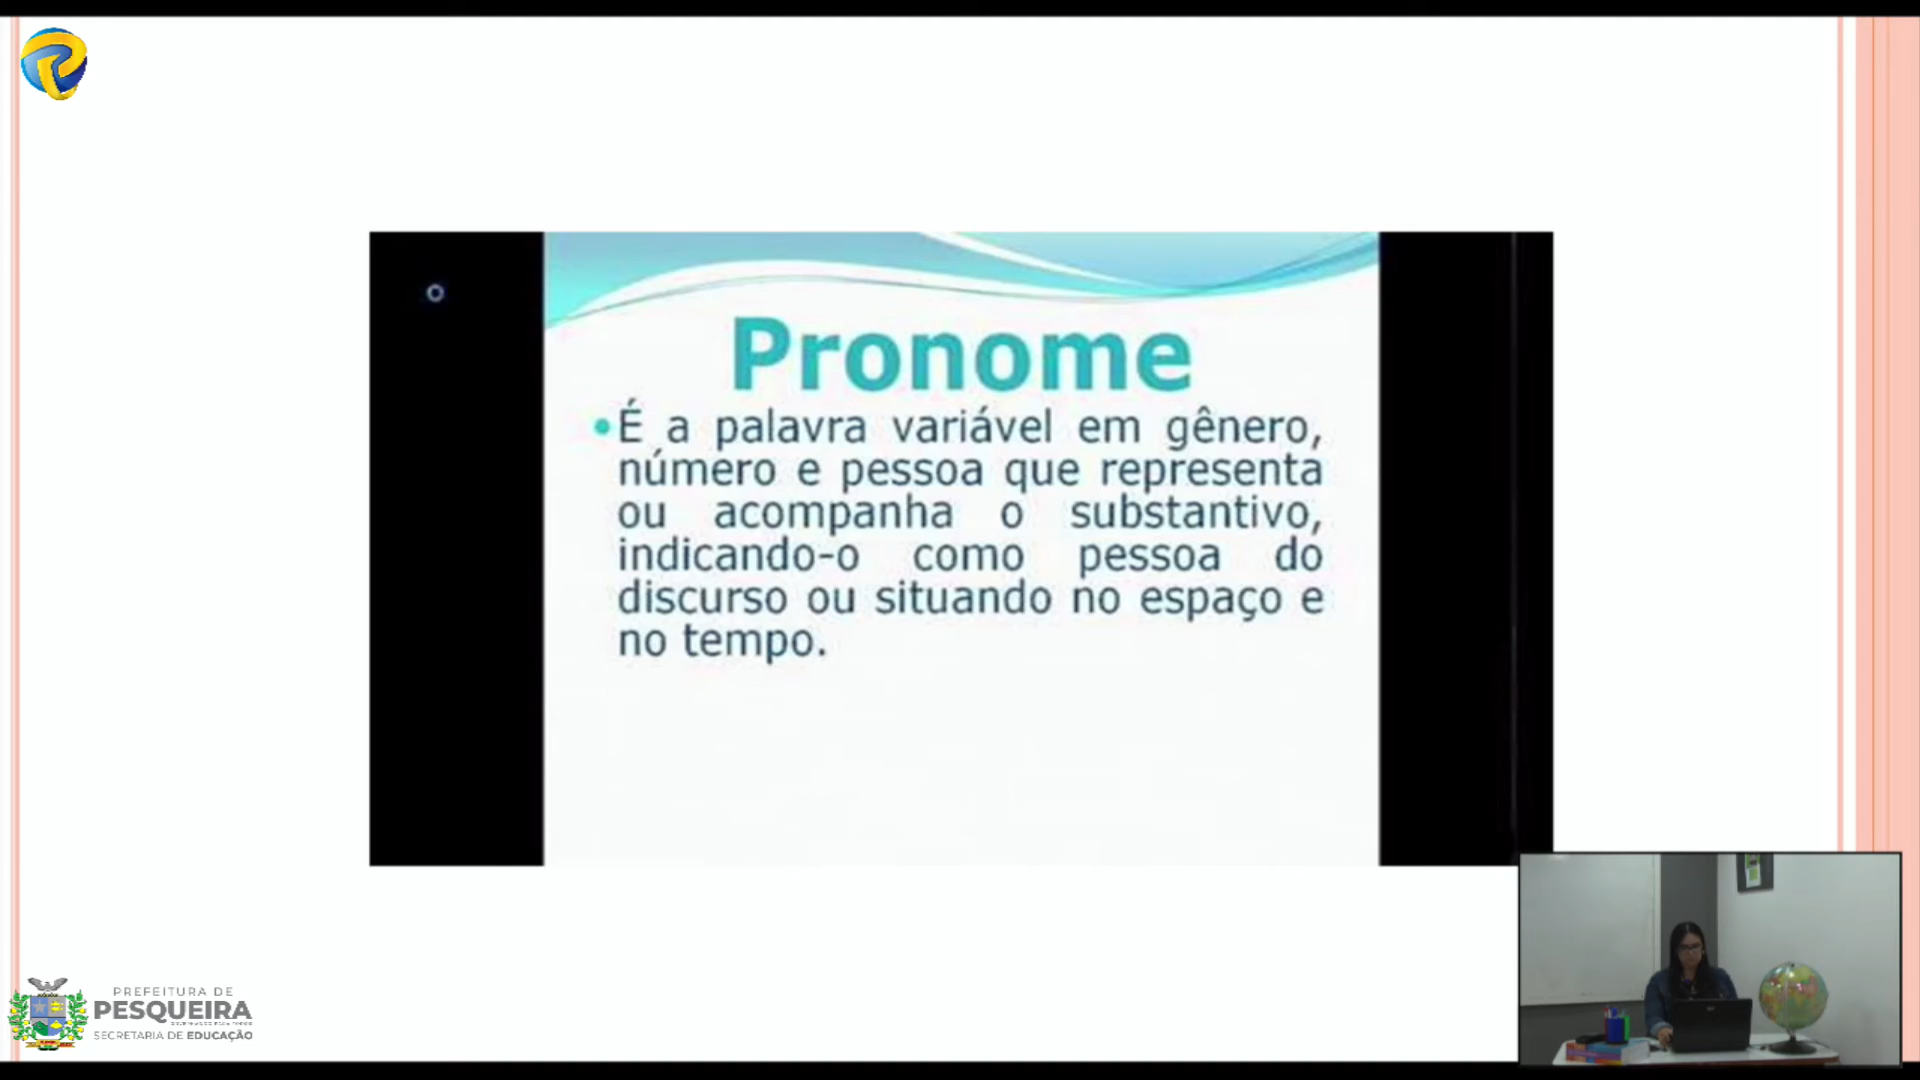 Pronome
•É a palavra variável em gênero,
número e pessoa que representa
ou acompanha o substantivo,
indicando-o como pessoa do
discurso ou situando no espaço e
no tempo.
PREFEITURA DE
PESQUEIRA
SECRETARIA DE EDUCAÇÃO